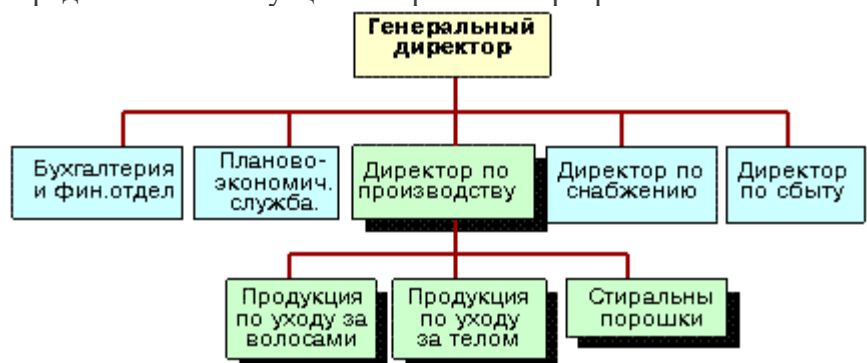 Генеральный
директор
Бухгалтерия
и фин.отдел
Планово-
экономич.
служба.
Директор по
производству
Директор по
снабжению
Директор
по сбыту
Продукция
по уходу за
волосами
Продукция
по уходу
за телом
Стиральны
порошки